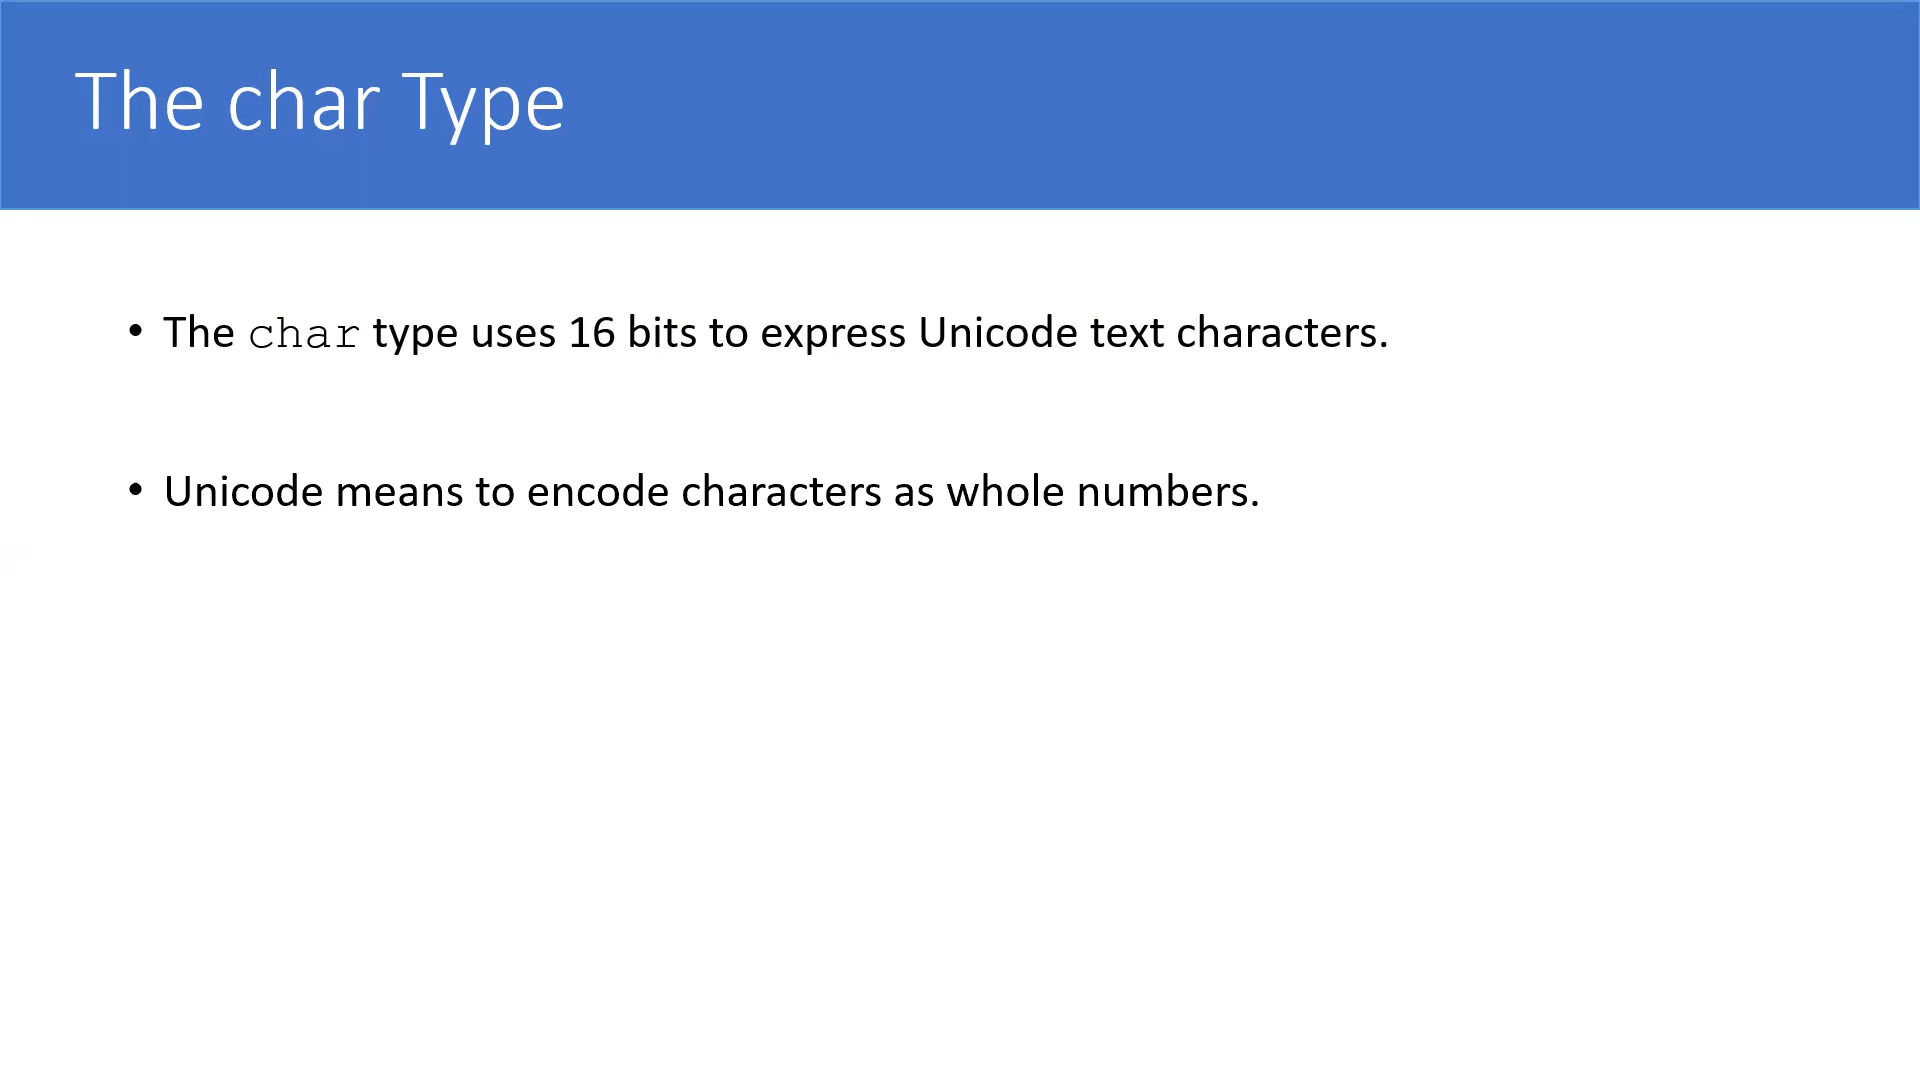 The char Type
• The char type uses 16 bits to express Unicode text characters.
• Unicode means to encode characters as whole numbers.